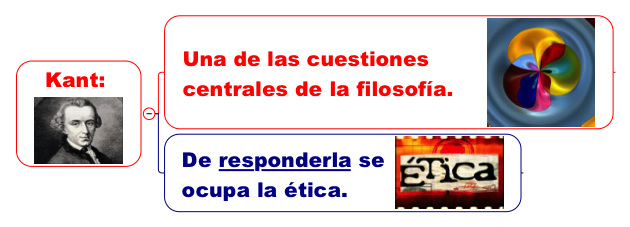 Kant:
Una de las cuestiones
centrales de la filosofía.
De responderla se
ocupa la ética.
ÉTICA